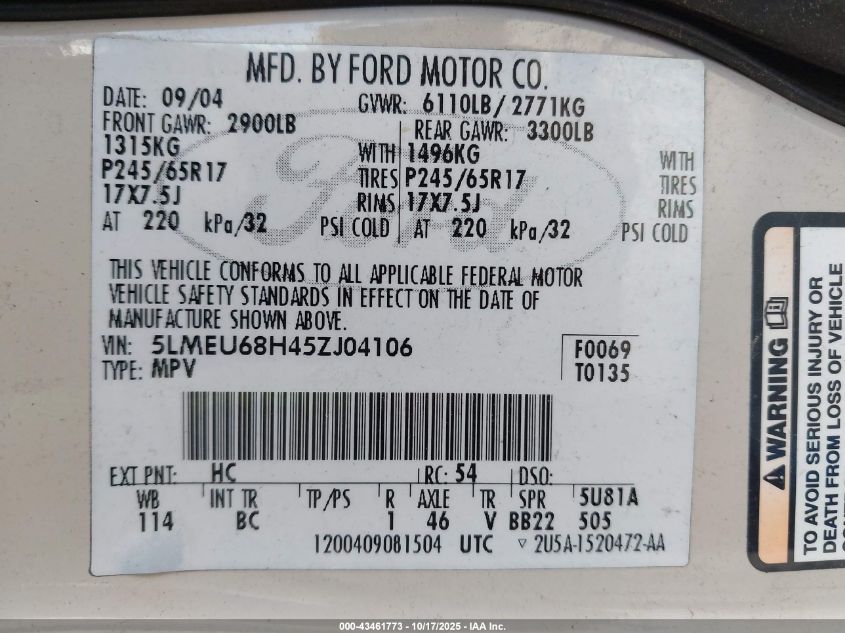 MFD. BY FORD MOTOR CO.
DATE: 09/04 GVWR: 6110LB/2771KG
FRONT GAWR: 2900LB REAR GAWR: 3300LB
1315KG WITH 1496KG WITH
P245/65R17 TIRES P245/65R17 TIRES
17X7.5J RIMS 17X7.5J RIMS
AT 220 kPa/32 PSI COLD AT 220 kPa/32 PSI COLD
Ford
THIS VEHICLE CONFORMS TO ALL APPLICABLE FEDERAL MOTOR
VEHICLE SAFETY STANDARDS IN EFFECT ON THE DATE OF
MANUFACTURE SHOWN ABOVE.
VIN: 5LMEU68H45ZJ04106 F0069
TYPE: MPV T0135
EXT PNT: HC RC: 54 DSO:
WB INT TR TP/PS R AXLE TR SPR 5U81A
114 BC 1 46 V BB22 505
1200409081504 UTC ▽ 2U5A-1520472-AA
WARNING
TO AVOID SERIOUS INJURY OR
DEATH FROM LOSS OF VEHICLE
000-43461773 - 10/17/2025 - IAA Inc.